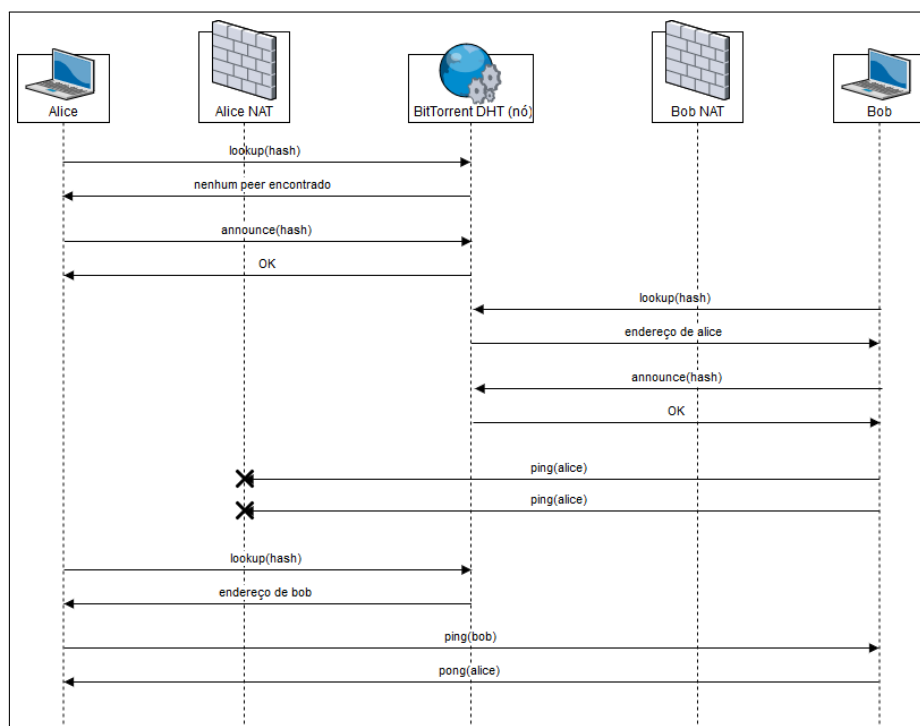 Alice
Alice NAT
BitTorrent DHT (nó)
Bob NAT
Bob
lookup(hash)
nenhum peer encontrado
announce(hash)
OK
lookup(hash)
endereço de alice
announce(hash)
OK
ping(alice)
ping(alice)
lookup(hash)
endereço de bob
ping(bob)
pong(alice)